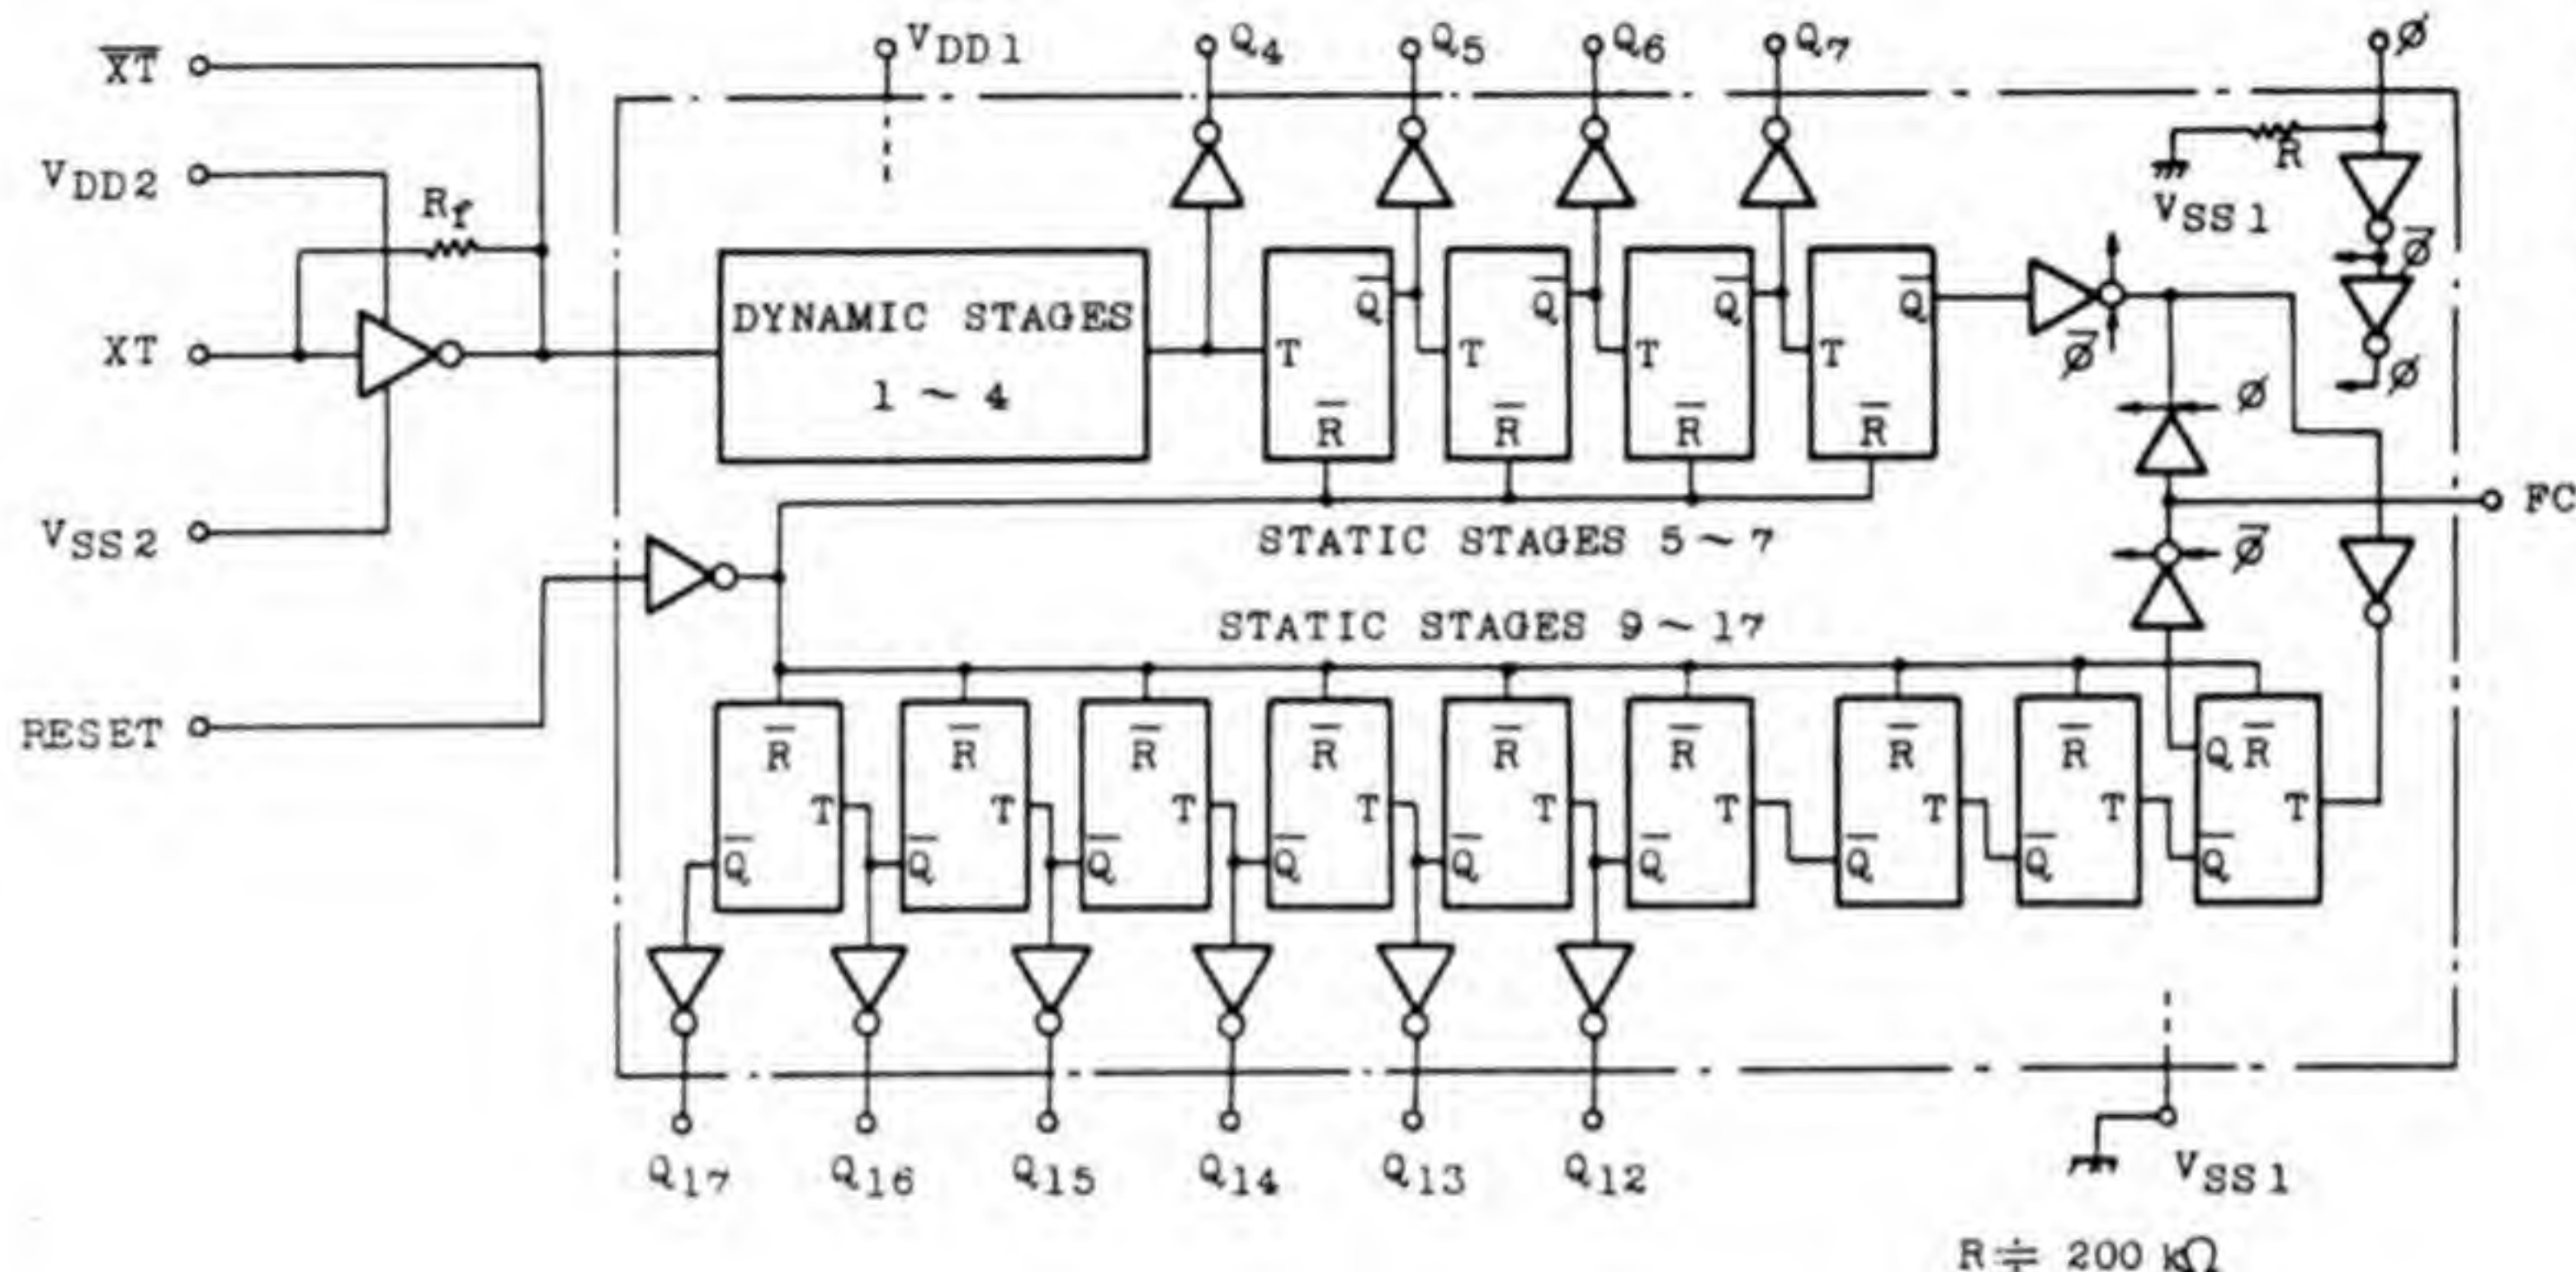 X̅T̅
VDD1
Q4
Q5
Q6
Q7
Ø
VDD2
Rf
R
VSS1
Ø̅
XT
DYNAMIC STAGES
1 ~ 4
Q̅
Q̅
Q̅
Q̅
T
T
T
T
R̅
R̅
R̅
R̅
Ø̅
Ø
Ø
VSS2
STATIC STAGES 5~7
FC
Ø̅
STATIC STAGES 9~17
RESET
R̅
R̅
R̅
R̅
R̅
R̅
R̅
R̅
Q R̅
T
T
T
T
T
T
T
T
T
Q̅
Q̅
Q̅
Q̅
Q̅
Q̅
Q̅
Q̅
Q̅
Q17
Q16
Q15
Q14
Q13
Q12
VSS1
R≑ 200 kΩ